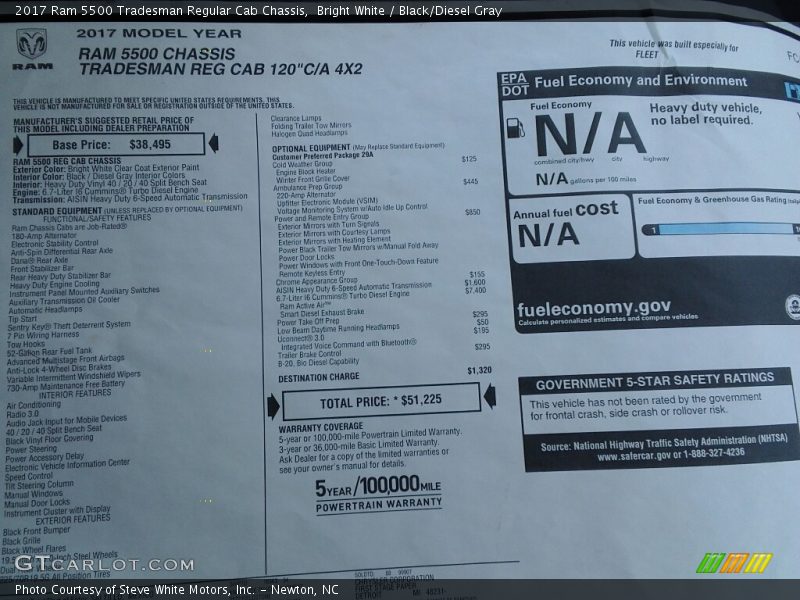 2017 Ram 5500 Tradesman Regular Cab Chassis, Bright White / Black/Diesel Gray
RAM
2017 MODEL YEAR
RAM 5500 CHASSIS
TRADESMAN REG CAB 120"C/A 4X2
THIS VEHICLE IS MANUFACTURED TO MEET SPECIFIC UNITED STATES REQUIREMENTS. THIS
VEHICLE IS NOT MANUFACTURED FOR SALE OR REGISTRATION OUTSIDE OF THE UNITED STATES.
MANUFACTURER'S SUGGESTED RETAIL PRICE OF
THIS MODEL INCLUDING DEALER PREPARATION
Base Price: $38,495
RAM 5500 REG CAB CHASSIS
Exterior Color: Bright White Clear Coat Exterior Paint
Interior Color: Black / Diesel Gray Interior Colors
Interior: Heavy Duty Vinyl 40 / 20 / 40 Split Bench Seat
Engine: 6.7-Liter I6 Cummins® Turbo Diesel Engine
Transmission: AISIN Heavy Duty 6-Speed Automatic Transmission
STANDARD EQUIPMENT (UNLESS REPLACED BY OPTIONAL EQUIPMENT)
FUNCTIONAL/SAFETY FEATURES
Ram Chassis Cabs are Job-Rated®
180-Amp Alternator
Electronic Stability Control
Anti-Spin Differential Rear Axle
Dana® Rear Axle
Front Stabilizer Bar
Rear Heavy Duty Stabilizer Bar
Heavy Duty Engine Cooling
Instrument Panel Mounted Auxiliary Switches
Auxiliary Transmission Oil Cooler
Automatic Headlamps
Tip Start
Sentry Key® Theft Deterrent System
7 Pin Wiring Harness
Tow Hooks
52-Gallon Rear Fuel Tank
Advanced Multistage Front Airbags
Anti-Lock 4-Wheel Disc Brakes
Variable Intermittent Windshield Wipers
730-Amp Maintenance Free Battery
INTERIOR FEATURES
Air Conditioning
Radio 3.0
Audio Jack Input for Mobile Devices
40 / 20 / 40 Split Bench Seat
Black Vinyl Floor Covering
Power Steering
Power Accessory Delay
Electronic Vehicle Information Center
Speed Control
Tilt Steering Column
Manual Windows
Manual Door Locks
Instrument Cluster with Display
EXTERIOR FEATURES
Black Front Bumper
Black Grille
Black Wheel Flares
19.5 Steel Wheels
Dual Rear
225/70R19.5G All Position Tires
Clearance Lamps
Folding Trailer Tow Mirrors
Halogen Quad Headlamps
OPTIONAL EQUIPMENT (May Replace Standard Equipment)
Customer Preferred Package 29A
Cold Weather Group $125
Engine Block Heater
Winter Front Grille Cover
Ambulance Prep Group $445
220-Amp Alternator
Upfitter Electronic Module (VSIM)
Voltage Monitoring System w/Auto Idle Up Control
Power and Remote Entry Group $850
Exterior Mirrors with Turn Signals
Exterior Mirrors with Courtesy Lamps
Exterior Mirrors with Heating Element
Power Black Trailer Tow Mirrors w/Manual Fold Away
Power Door Locks
Power Windows with Front One-Touch-Down Feature
Remote Keyless Entry
Chrome Appearance Group $155
AISIN Heavy Duty 6-Speed Automatic Transmission $1,600
6.7-Liter I6 Cummins® Turbo Diesel Engine $7,400
Ram Active Air™
Smart Diesel Exhaust Brake
Power Take Off Prep $295
Low Beam Daytime Running Headlamps $50
Uconnect® 3.0 $195
Integrated Voice Command with Bluetooth®
Trailer Brake Control $295
B-20, Bio Diesel Capability
DESTINATION CHARGE $1,320
TOTAL PRICE: * $51,225
WARRANTY COVERAGE
5-year or 100,000-mile Powertrain Limited Warranty.
3-year or 36,000-mile Basic Limited Warranty.
Ask Dealer for a copy of the limited warranties or
see your owner's manual for details.
5YEAR/100,000MILE
POWERTRAIN WARRANTY
This vehicle was built especially for
FLEET
EPA
DOT
Fuel Economy and Environment
Fuel Economy
N/A
combined city/hwy city highway
N/A gallons per 100 miles
Heavy duty vehicle,
no label required.
Annual fuel cost
N/A
Fuel Economy & Greenhouse Gas Rating
1
fueleconomy.gov
Calculate personalized estimates and compare vehicles
GOVERNMENT 5-STAR SAFETY RATINGS
This vehicle has not been rated by the government
for frontal crash, side crash or rollover risk.
Source: National Highway Traffic Safety Administration (NHTSA)
www.safercar.gov or 1-888-327-4236
GTcarlot.com
Photo Courtesy of Steve White Motors, Inc. – Newton, NC